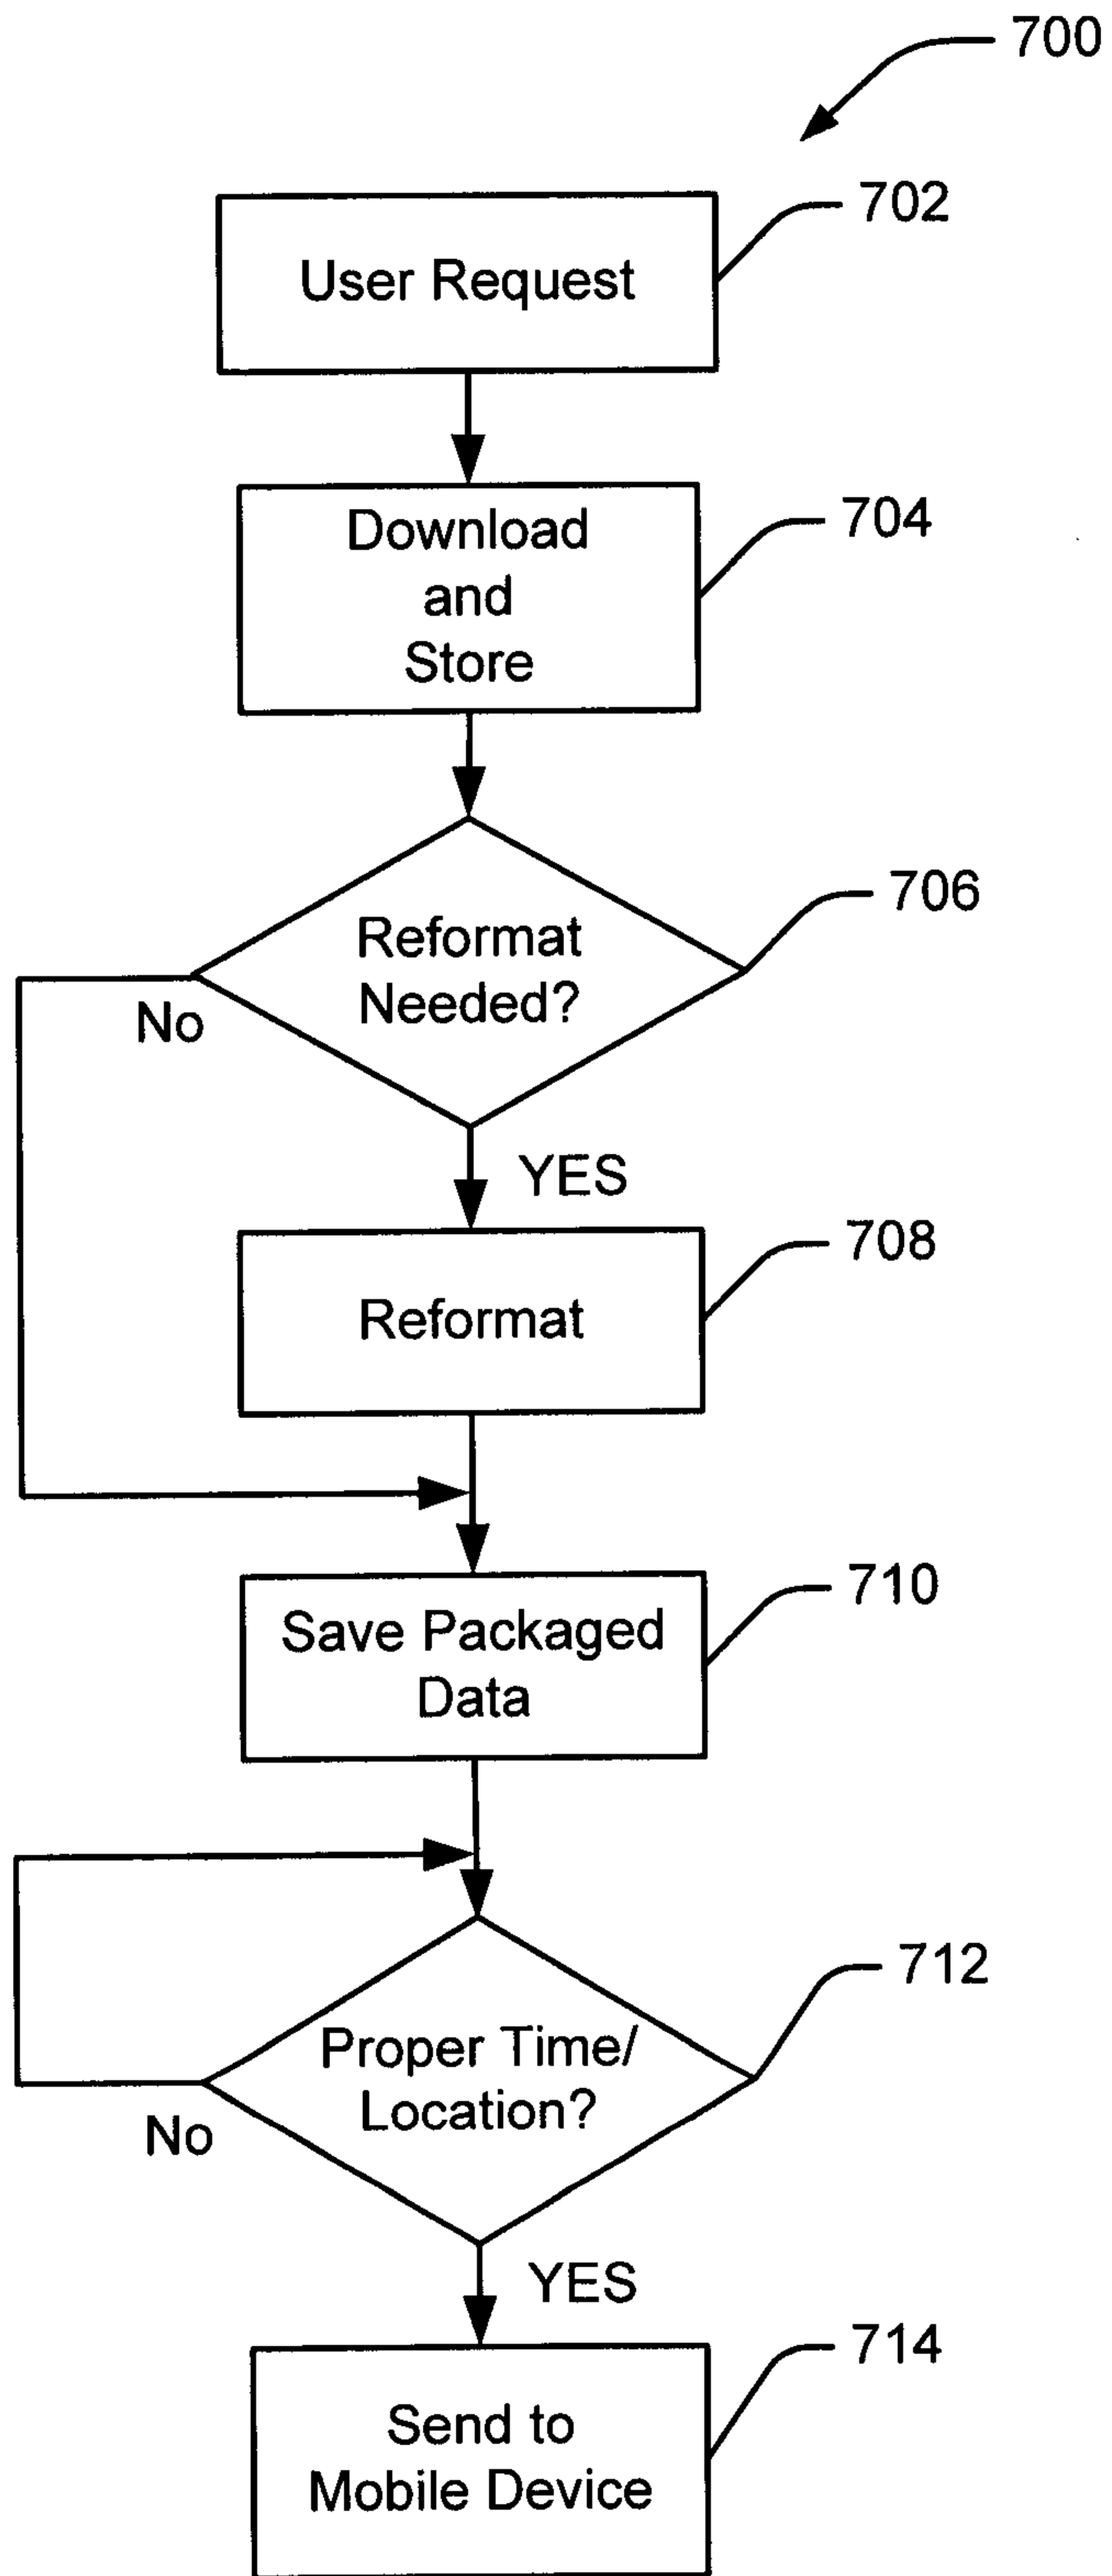 700
702
User Request
704
Download
and
Store
706
Reformat
Needed?
No
YES
708
Reformat
710
Save Packaged
Data
712
Proper Time/
Location?
No
YES
714
Send to
Mobile Device